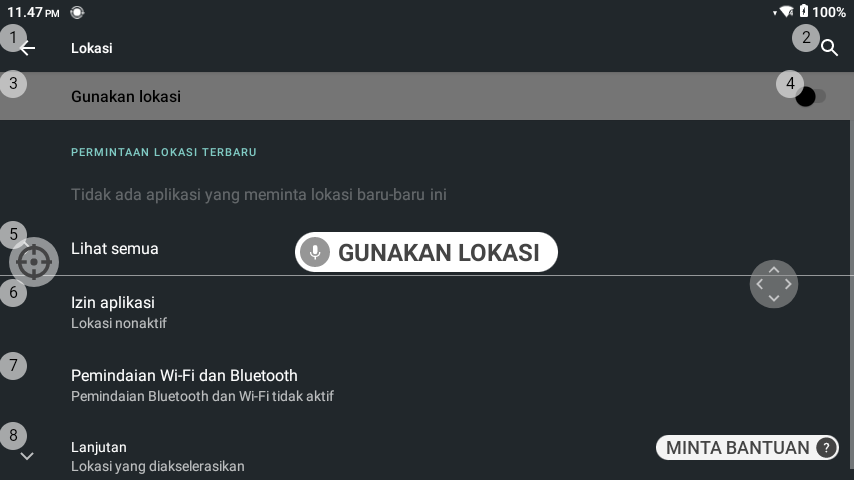 11.47 PM
100%
1
Lokasi
2
3
Gunakan lokasi
4
PERMINTAAN LOKASI TERBARU
Tidak ada aplikasi yang meminta lokasi baru-baru ini
5
Lihat semua
GUNAKAN LOKASI
6
Izin aplikasi
Lokasi nonaktif
7
Pemindaian Wi-Fi dan Bluetooth
Pemindaian Bluetooth dan Wi-Fi tidak aktif
8
Lanjutan
Lokasi yang diakselerasikan
MINTA BANTUAN ?